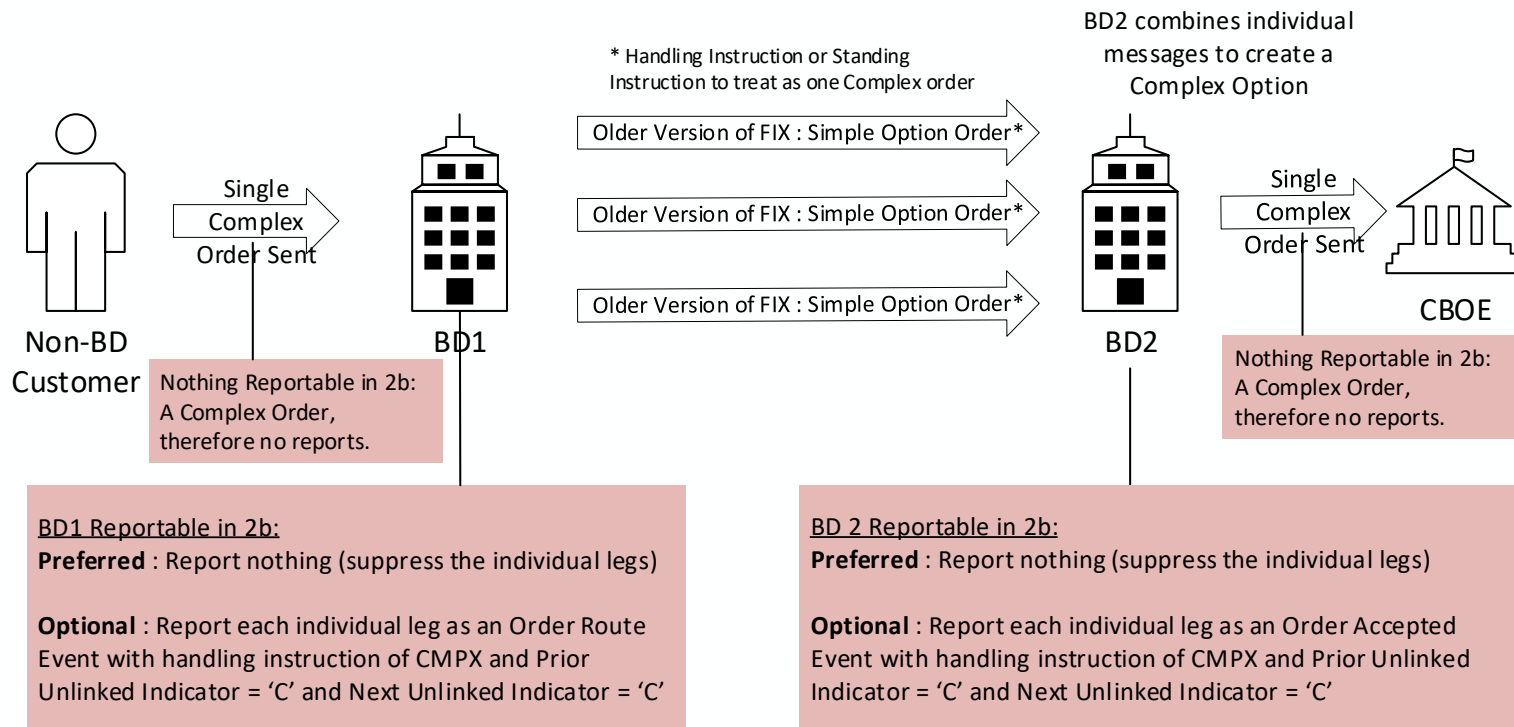 BD2 combines individual
messages to create a
Complex Option
* Handling Instruction or Standing
Instruction to treat as one Complex order
Older Version of FIX : Simple Option Order*
Older Version of FIX : Simple Option Order*
Older Version of FIX : Simple Option Order*
Single
Complex
Order Sent
Single
Complex
Order Sent
Non-BD
Customer
BD1
BD2
CBOE
Nothing Reportable in 2b:
A Complex Order,
therefore no reports.
Nothing Reportable in 2b:
A Complex Order,
therefore no reports.
BD1 Reportable in 2b:
Preferred : Report nothing (suppress the individual legs)
Optional : Report each individual leg as an Order Route
Event with handling instruction of CMPX and Prior
Unlinked Indicator = ‘C’ and Next Unlinked Indicator = ‘C’
BD 2 Reportable in 2b:
Preferred : Report nothing (suppress the individual legs)
Optional : Report each individual leg as an Order Accepted
Event with handling instruction of CMPX and Prior Unlinked
Indicator = ‘C’ and Next Unlinked Indicator = ‘C’